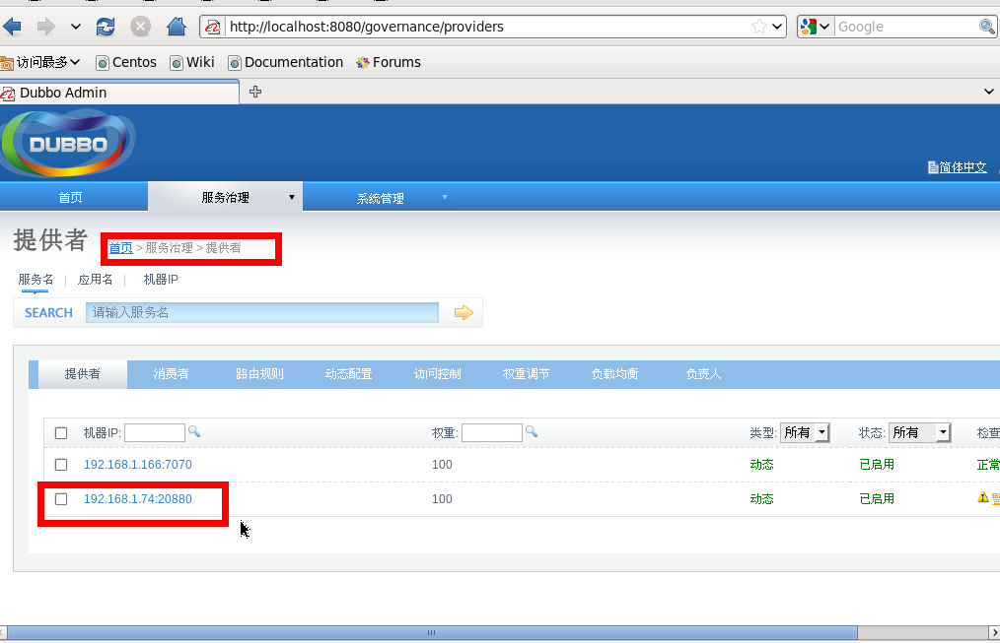 http://localhost:8080/governance/providers
Google
访问最多 Centos Wiki Documentation Forums
Dubbo Admin
DUBBO
简体中文
首页 服务治理 系统管理
提供者 首页 > 服务治理 > 提供者
服务名 | 应用名 | 机器IP
SEARCH 请输入服务名
提供者 消费者 路由规则 动态配置 访问控制 权重调节 负载均衡 负责人
机器IP: 权重: 类型: 所有 状态: 所有 检查
192.168.1.166:7070 100 动态 已启用 正常
192.168.1.74:20880 100 动态 已启用